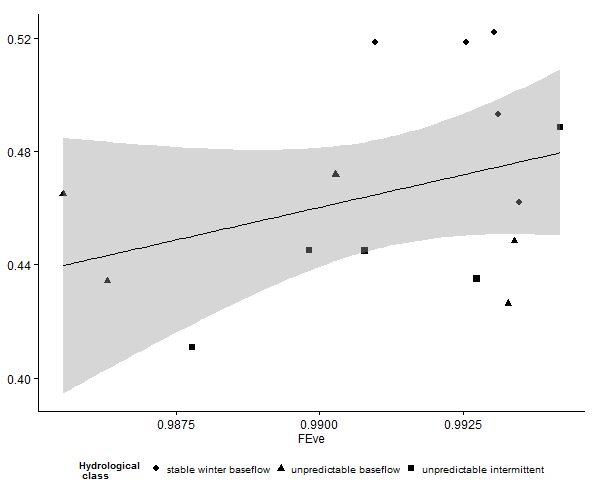 0.52
0.48
0.44
0.40
0.9875 0.9900 0.9925
FEve
Hydrological
class
stable winter baseflow unpredictable baseflow unpredictable intermittent